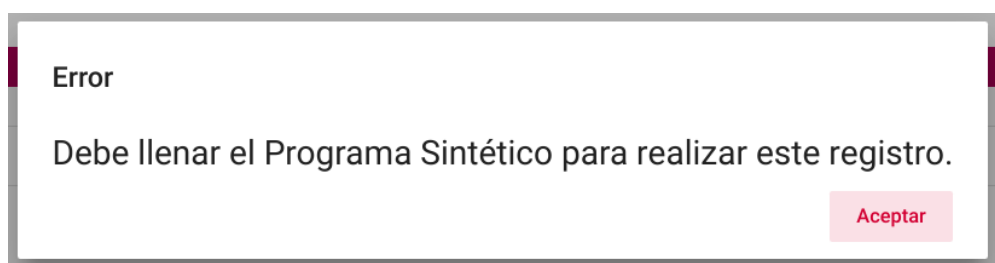 Error
Debe llenar el Programa Sintético para realizar este registro.
Aceptar